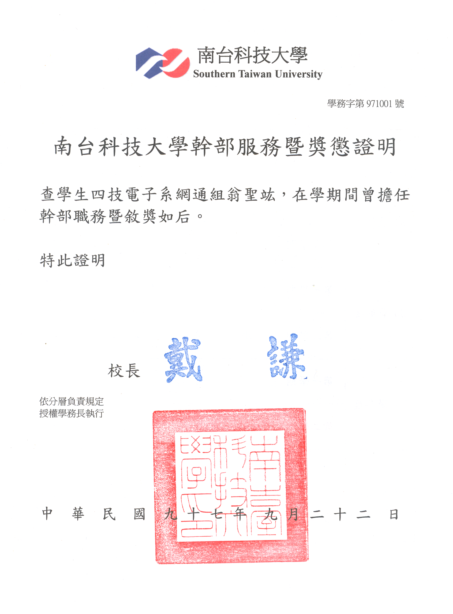 南台科技大學
Southern Taiwan University
學務字第 971001 號
南台科技大學幹部服務暨獎懲證明
查學生四技電子系網通組翁聖竑，在學期間曾擔任
幹部職務暨敘獎如后。
特此證明
校長 戴 謙
依分層負責規定
授權學務長執行
南臺科技大學印
中華民國九十七年九月二十二日